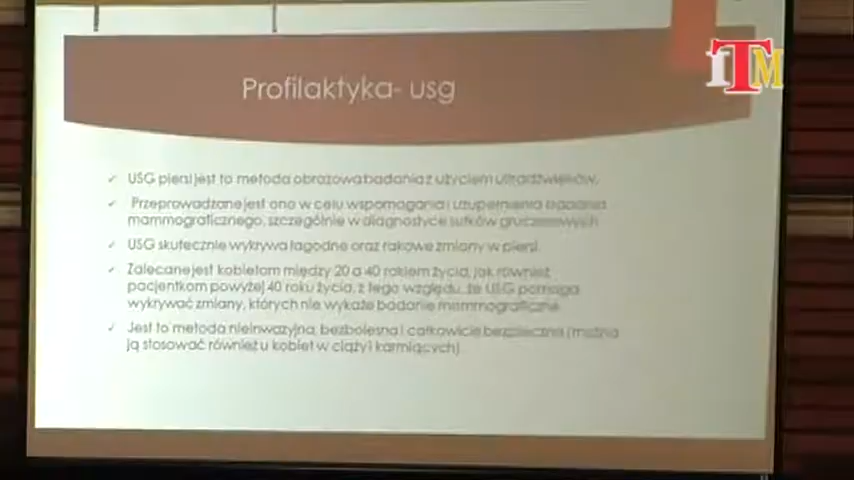 Profilaktyka- usg
ITM
✓ USG piersi jest to metoda obrazowa badania z użyciem ultradźwięków.
✓ Przeprowadzane jest ono w celu wspomagania i uzupełnienia badania
mammograficznego, szczególnie w diagnostyce sutków gruczołowych
✓ USG skutecznie wykrywa łagodne oraz rakowe zmiany w piersi.
✓ Zalecane jest kobietom między 20 a 40 rokiem życia, jak również
pacjentkom powyżej 40 roku życia, z tego względu, że USG pomaga
wykrywać zmiany, których nie wykaże badanie mammograficzne.
✓ Jest to metoda nieinwazyjna, bezbolesna i całkowicie bezpieczna (można
ją stosować również u kobiet w ciąży i karmiących)